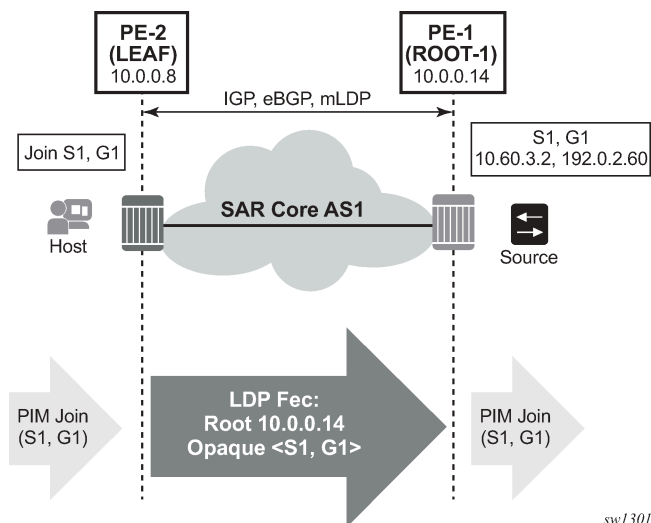 PE-2
(LEAF)
10.0.0.8
PE-1
(ROOT-1)
10.0.0.14
IGP, eBGP, mLDP
Join S1, G1
S1, G1
10.60.3.2, 192.0.2.60
SAR Core AS1
Host
Source
PIM Join
(S1, G1)
LDP Fec:
Root 10.0.0.14
Opaque <S1, G1>
PIM Join
(S1, G1)
sw1301